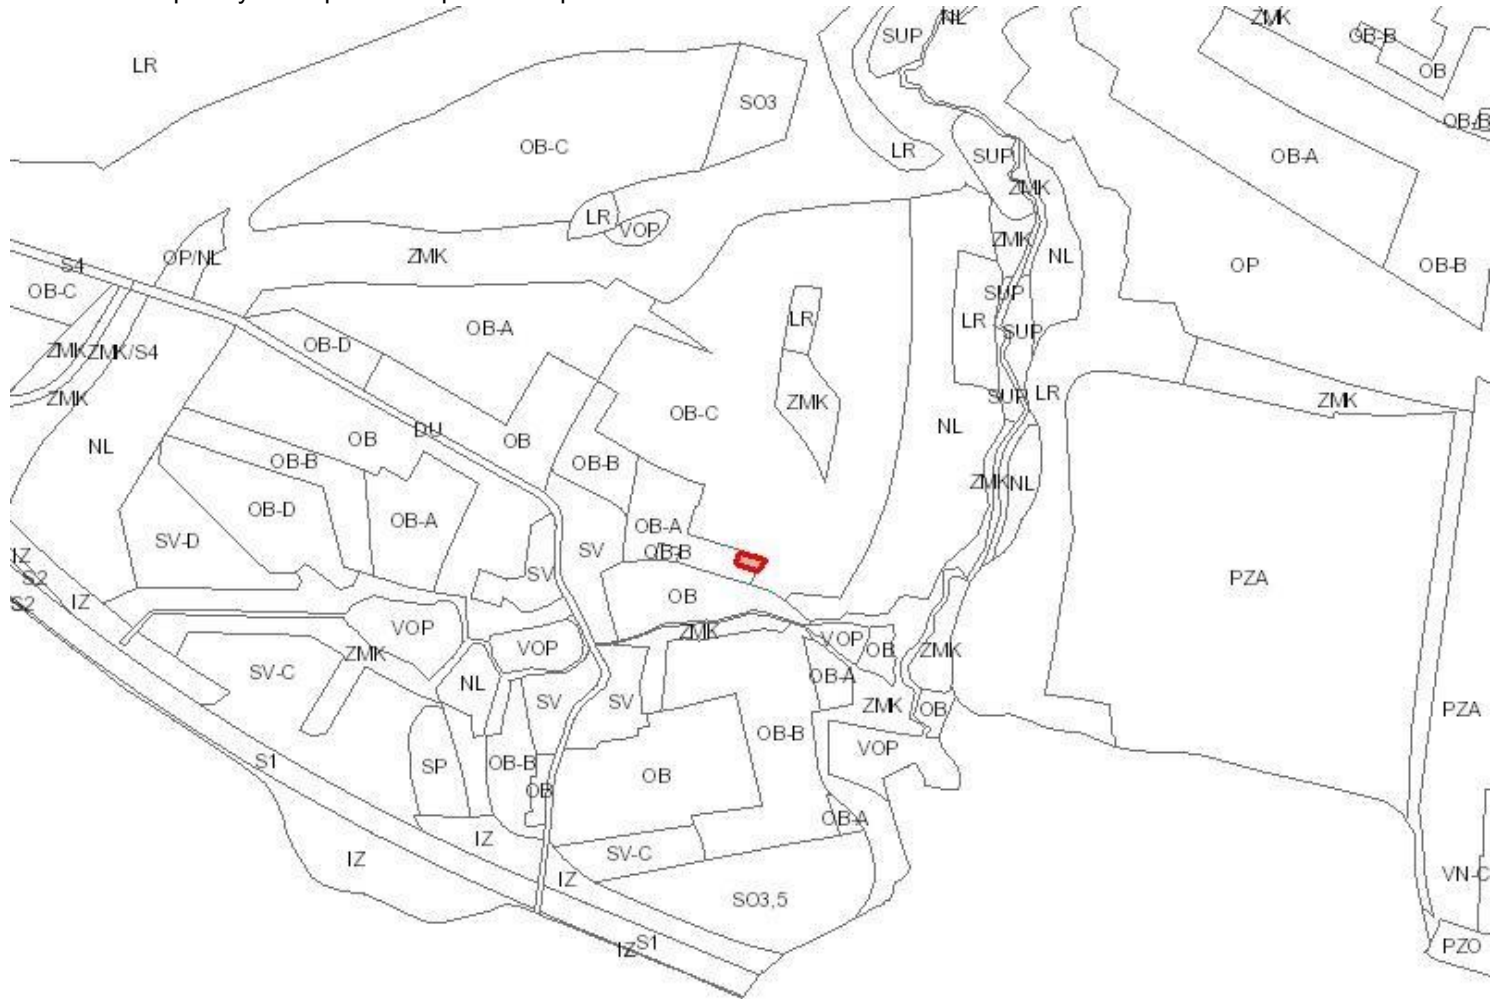 NL
ZMK
SUP
OB-B
LR
OB
SO3
OB-B
OB-C
LR
SUP
OB-A
ZMK
LR
VOP
ZMK
OP/NL
ZMK
NL
S4
OP
OB-B
OB-C
SUP
LR
LR
OB-A
SUP
OB-D
ZMK
ZMK/S4
SUP
LR
ZMK
ZMK
ZMK
OB-C
NL
DU
OB
OB
NL
OB-B
OB-B
ZMK
NL
OB-D
OB-A
OB-A
SV-D
SV
OB-B
IZ
SV
PZA
S2
IZ
S2
OB
VOP
ZMK
VOP
OB
VOP
ZMK
ZMK
SV-C
OB-A
NL
SV
SV
ZMK
OB
PZA
OB-B
VOP
S1
SP
OB-B
OB
OB
OB-A
IZ
SV-C
IZ
IZ
VN-C
SO3,5
S1
IZ
PZO